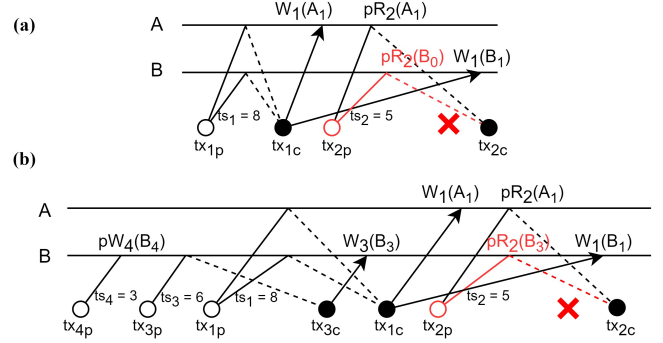 (a)
A
W₁(A₁)
pR₂(A₁)
B
pR₂(B₀)
W₁(B₁)
ts₁ = 8
ts₂ = 5
tx₁ₚ
tx₁c
tx₂ₚ
tx₂c
(b)
A
W₁(A₁)
pR₂(A₁)
B
pW₄(B₄)
W₃(B₃)
pR₂(B₃)
W₁(B₁)
ts₄ = 3
ts₃ = 6
ts₁ = 8
ts₂ = 5
tx₄ₚ
tx₃ₚ
tx₁ₚ
tx₃c
tx₁c
tx₂ₚ
tx₂c